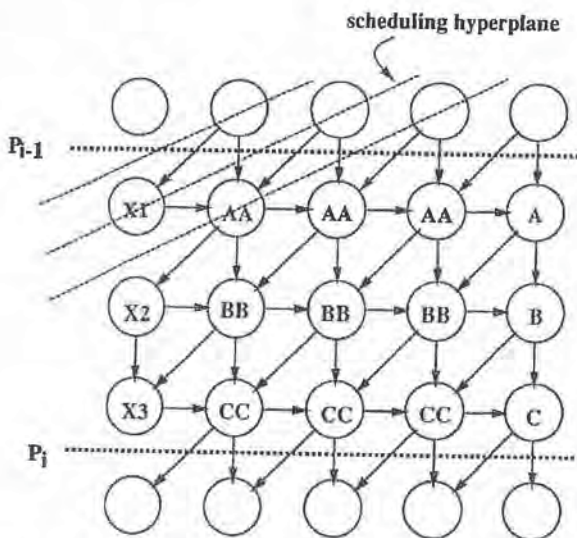 scheduling hyperplane
Pi-1
X1 AA AA AA A
X2 BB BB BB B
X3 CC CC CC C
Pi